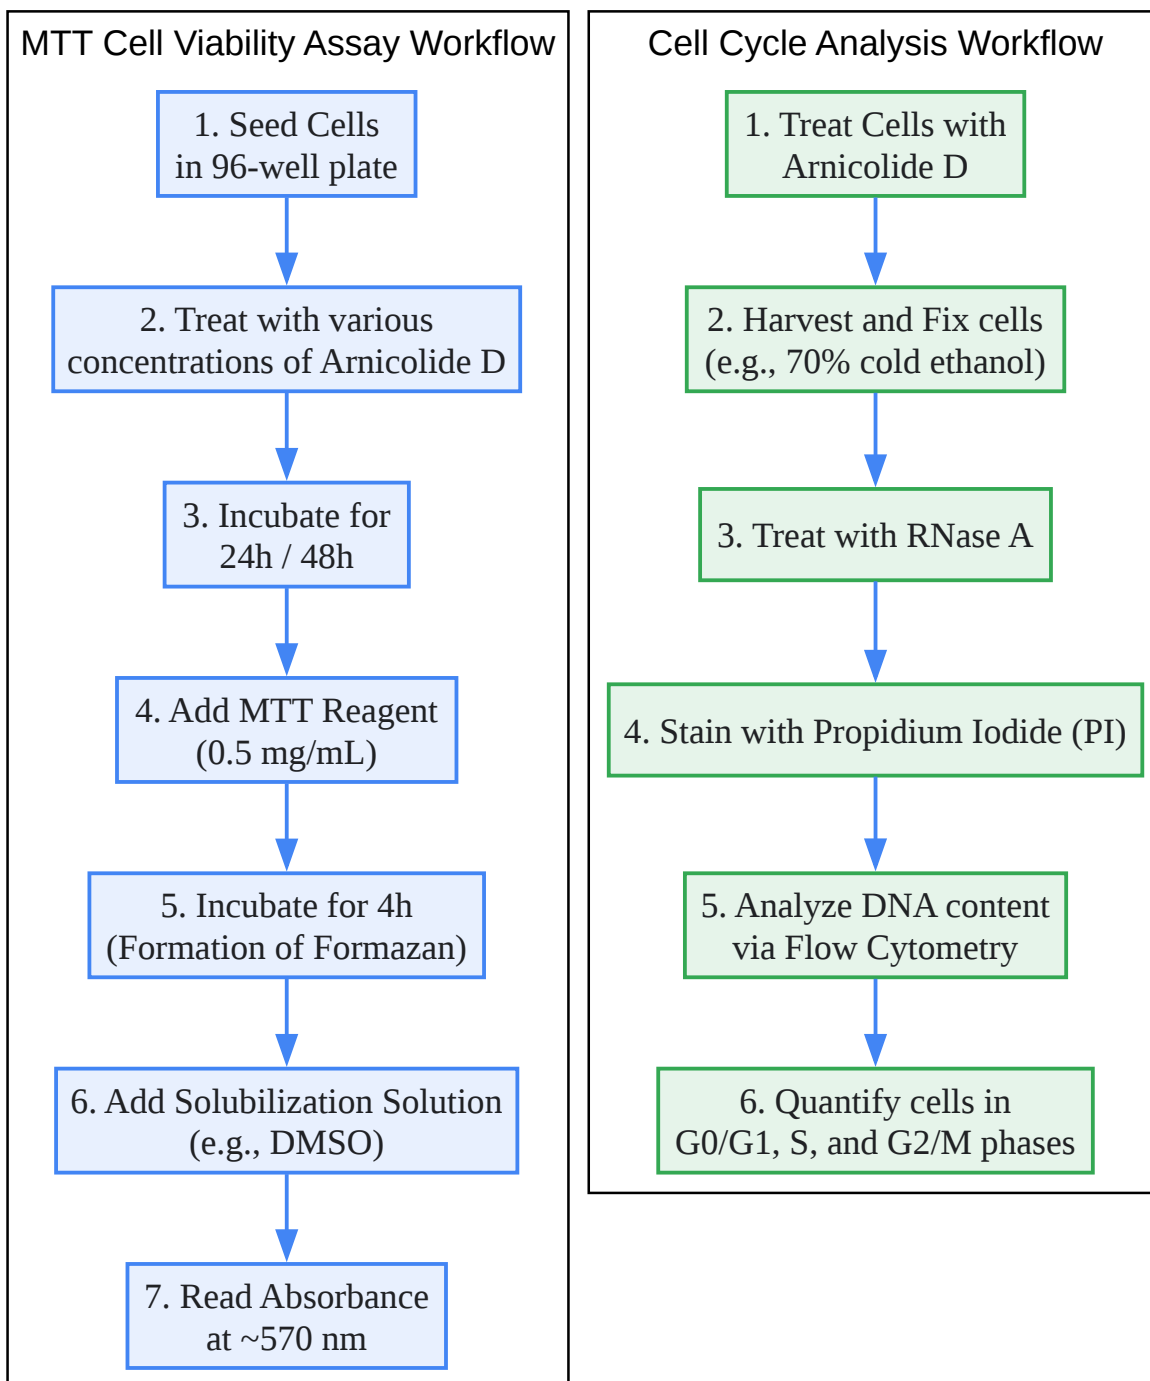 MTT Cell Viability Assay Workflow
1. Seed Cells
in 96-well plate
2. Treat with various
concentrations of Arnicolide D
3. Incubate for
24h / 48h
4. Add MTT Reagent
(0.5 mg/mL)
5. Incubate for 4h
(Formation of Formazan)
6. Add Solubilization Solution
(e.g., DMSO)
7. Read Absorbance
at ~570 nm
Cell Cycle Analysis Workflow
1. Treat Cells with
Arnicolide D
2. Harvest and Fix cells
(e.g., 70% cold ethanol)
3. Treat with RNase A
4. Stain with Propidium Iodide (PI)
5. Analyze DNA content
via Flow Cytometry
6. Quantify cells in
G0/G1, S, and G2/M phases